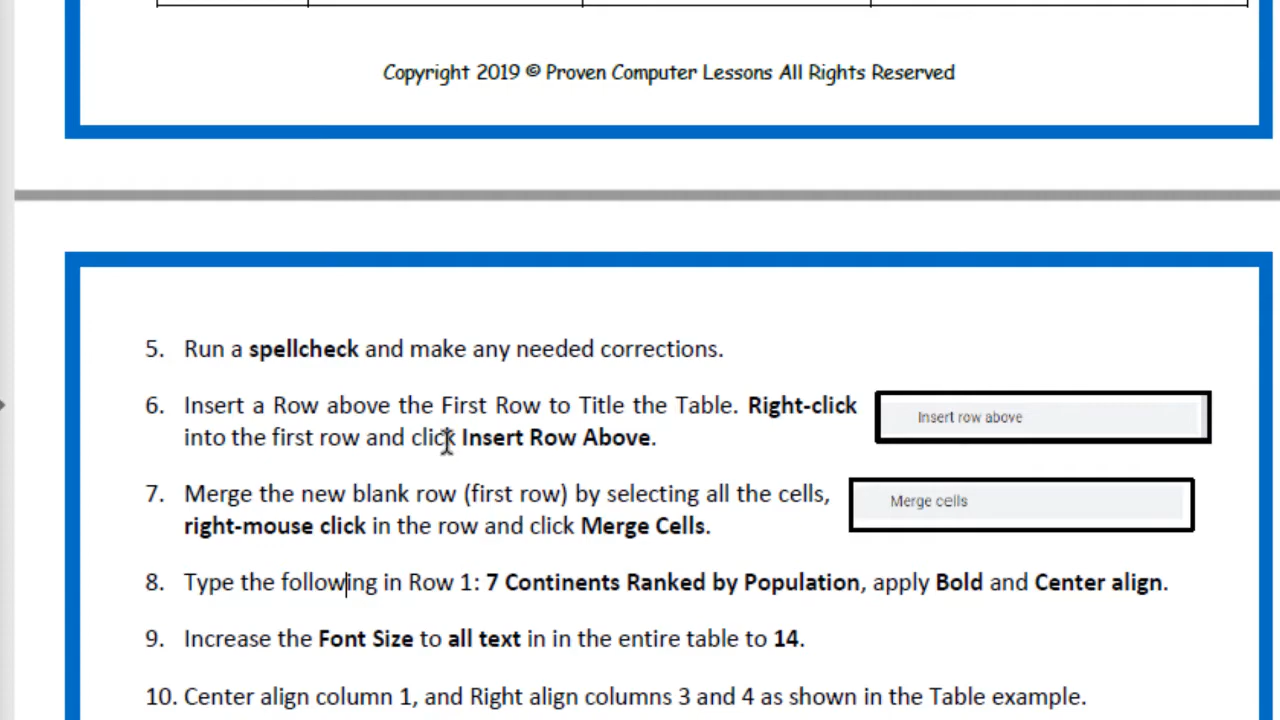 Copyright 2019 © Proven Computer Lessons All Rights Reserved
5. Run a spellcheck and make any needed corrections.
6. Insert a Row above the First Row to Title the Table. Right-click
into the first row and click Insert Row Above.
Insert row above
7. Merge the new blank row (first row) by selecting all the cells,
right-mouse click in the row and click Merge Cells.
Merge cells
8. Type the following in Row 1: 7 Continents Ranked by Population, apply Bold and Center align.
9. Increase the Font Size to all text in in the entire table to 14.
10. Center align column 1, and Right align columns 3 and 4 as shown in the Table example.